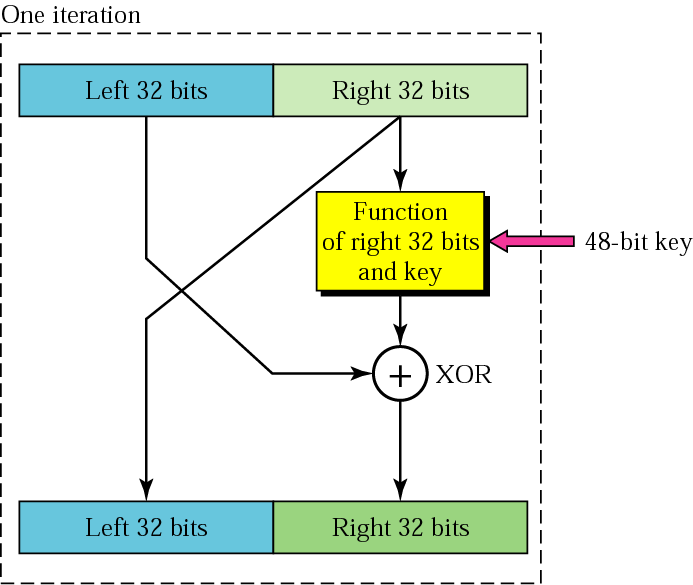 One iteration
Left 32 bits
Right 32 bits
Function
of right 32 bits
and key
48-bit key
+
XOR
Left 32 bits
Right 32 bits